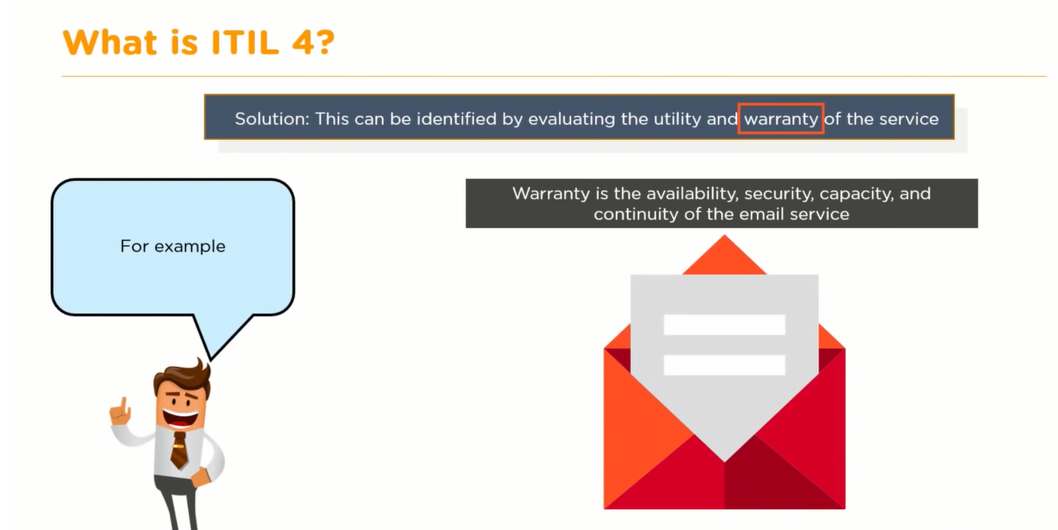 What is ITIL 4?
Solution: This can be identified by evaluating the utility and warranty of the service
For example
Warranty is the availability, security, capacity, and
continuity of the email service